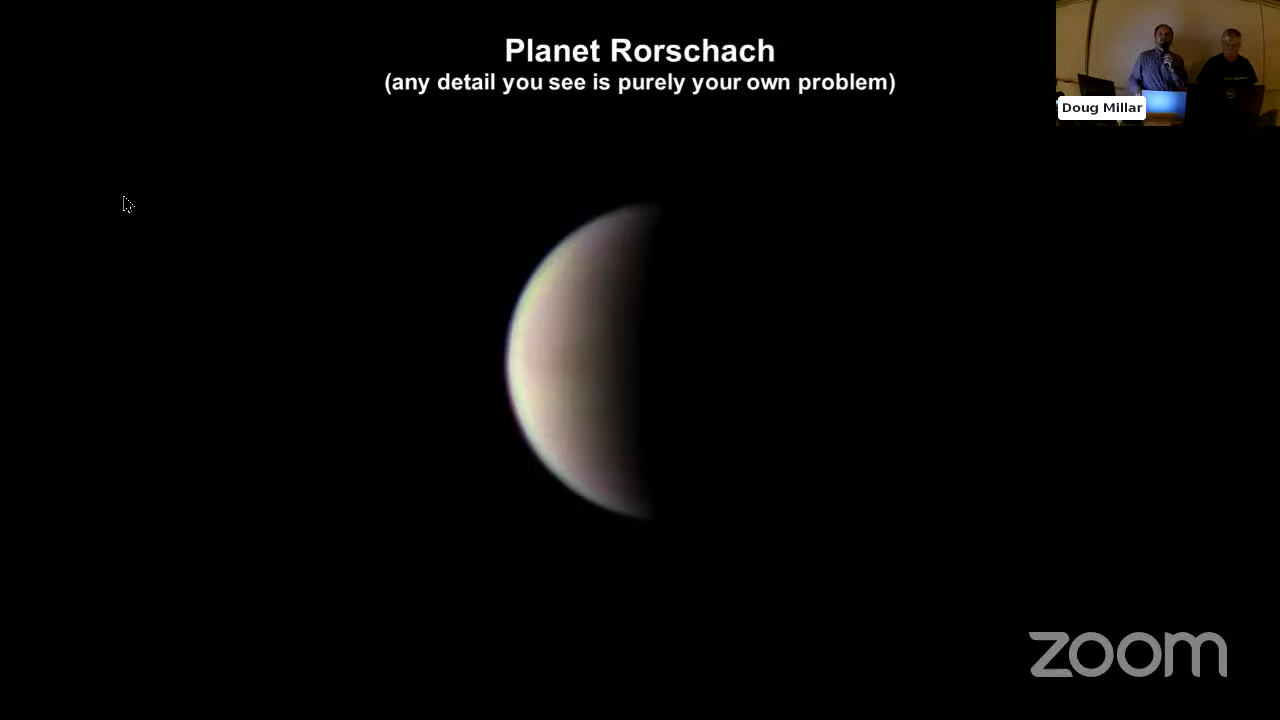 Planet Rorschach
(any detail you see is purely your own problem)
Doug Millar
zoom